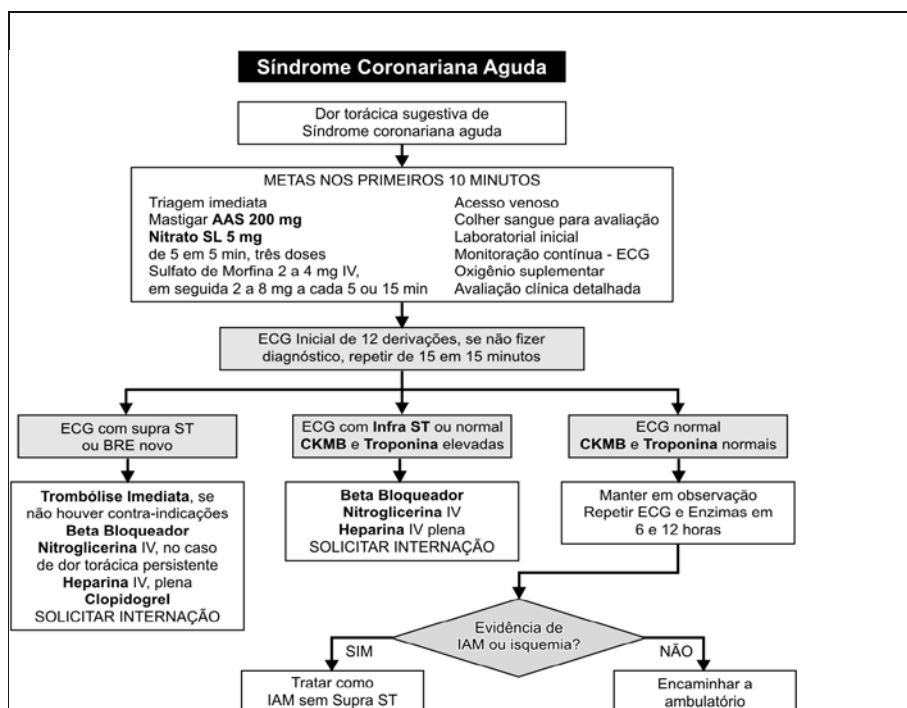 Síndrome Coronariana Aguda
Dor torácica sugestiva de
Síndrome coronariana aguda
METAS NOS PRIMEIROS 10 MINUTOS
Triagem imediata
Mastigar AAS 200 mg
Nitrato SL 5 mg
de 5 em 5 min, três doses
Sulfato de Morfina 2 a 4 mg IV,
em seguida 2 a 8 mg a cada 5 ou 15 min
Acesso venoso
Colher sangue para avaliação
Laboratorial inicial
Monitoração contínua - ECG
Oxigênio suplementar
Avaliação clínica detalhada
ECG Inicial de 12 derivações, se não fizer
diagnóstico, repetir de 15 em 15 minutos
ECG com supra ST
ou BRE novo
Trombólise Imediata, se
não houver contra-indicações
Beta Bloqueador
Nitroglicerina IV, no caso
de dor torácica persistente
Heparina IV, plena
Clopidogrel
SOLICITAR INTERNAÇÃO
ECG com Infra ST ou normal
CKMB e Troponina elevadas
Beta Bloqueador
Nitroglicerina IV
Heparina IV plena
SOLICITAR INTERNAÇÃO
ECG normal
CKMB e Troponina normais
Manter em observação
Repetir ECG e Enzimas em
6 e 12 horas
Evidência de
IAM ou isquemia?
SIM
NÃO
Tratar como
IAM sem Supra ST
Encaminhar a
ambulatório